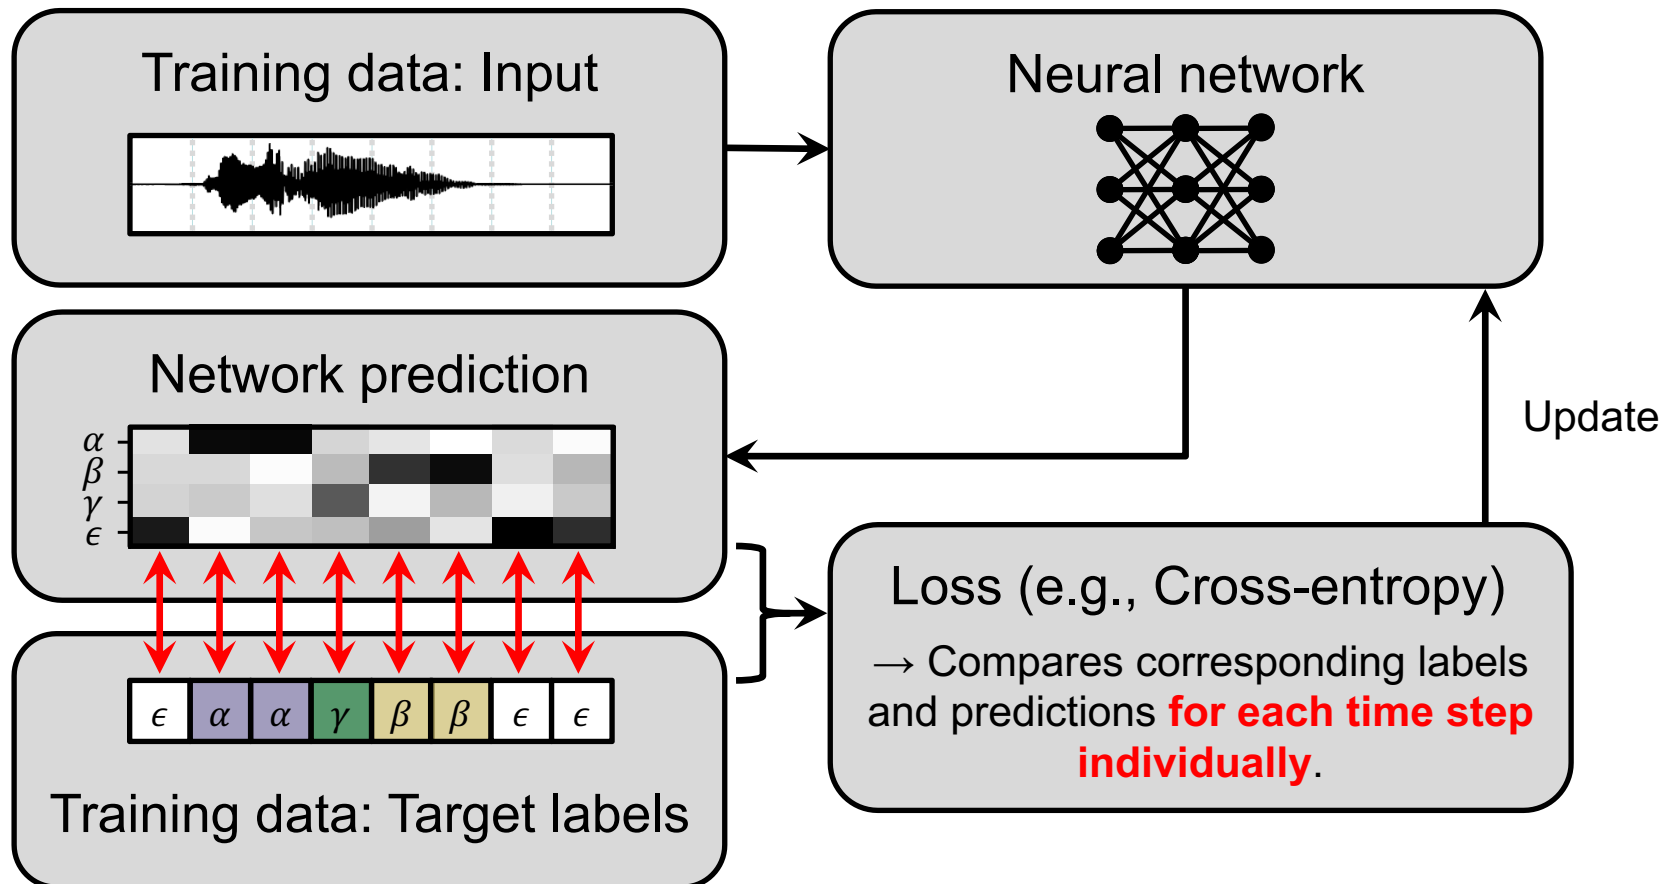 Training data: Input
Neural network
Network prediction
α
β
γ
ϵ
Update
Loss (e.g., Cross-entropy)
→ Compares corresponding labels
and predictions for each time step
individually.
ϵ α α γ β β ϵ ϵ
Training data: Target labels